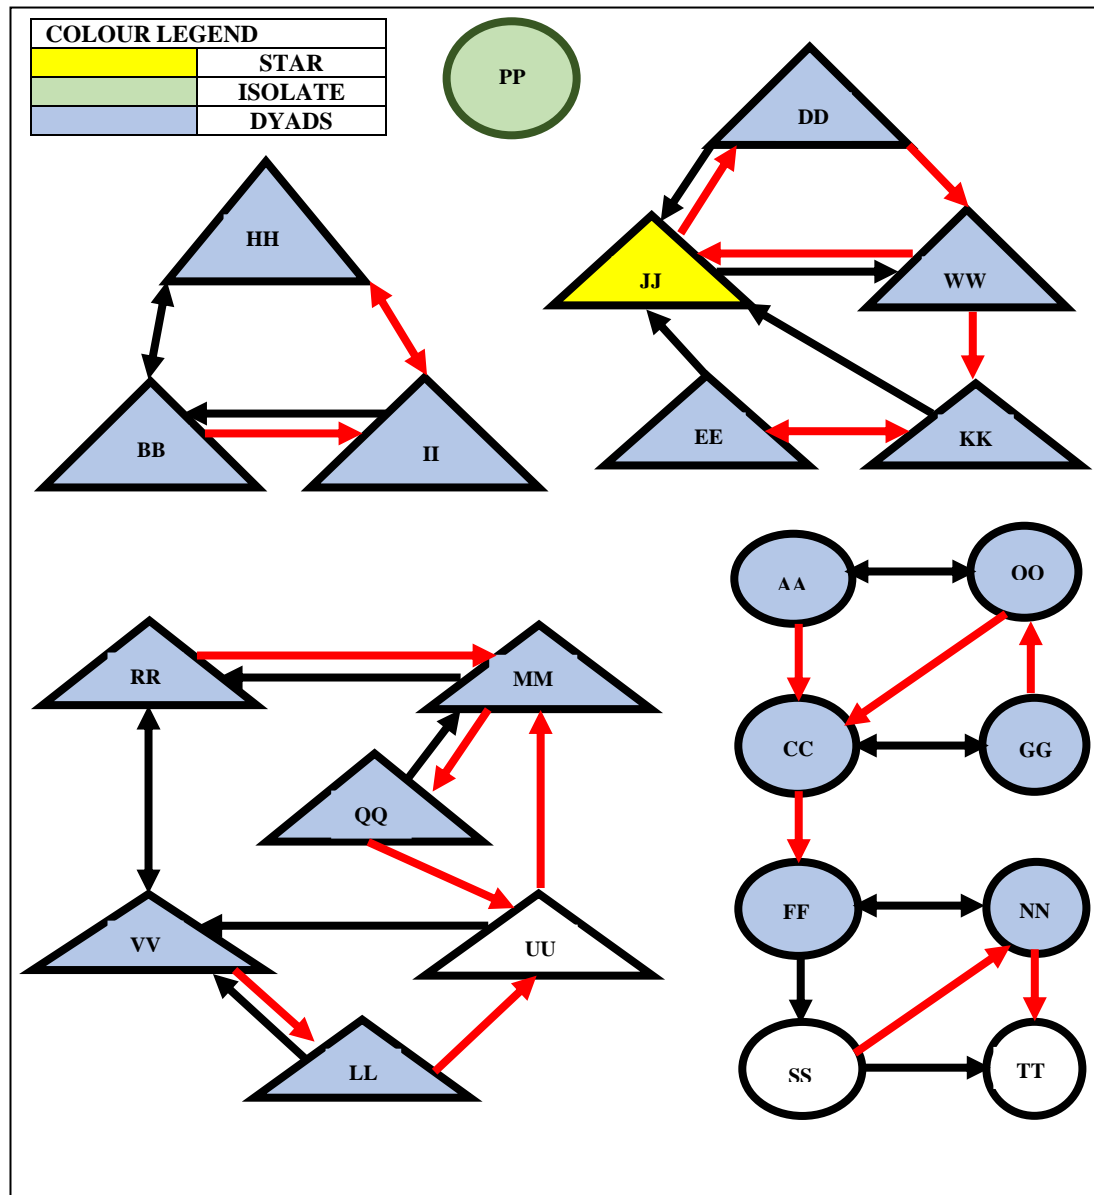 COLOUR LEGEND
STAR
ISOLATE
DYADS
PP
DD
HH
JJ
WW
BB
II
EE
KK
AA
OO
RR
MM
CC
GG
QQ
FF
NN
VV
UU
LL
SS
TT